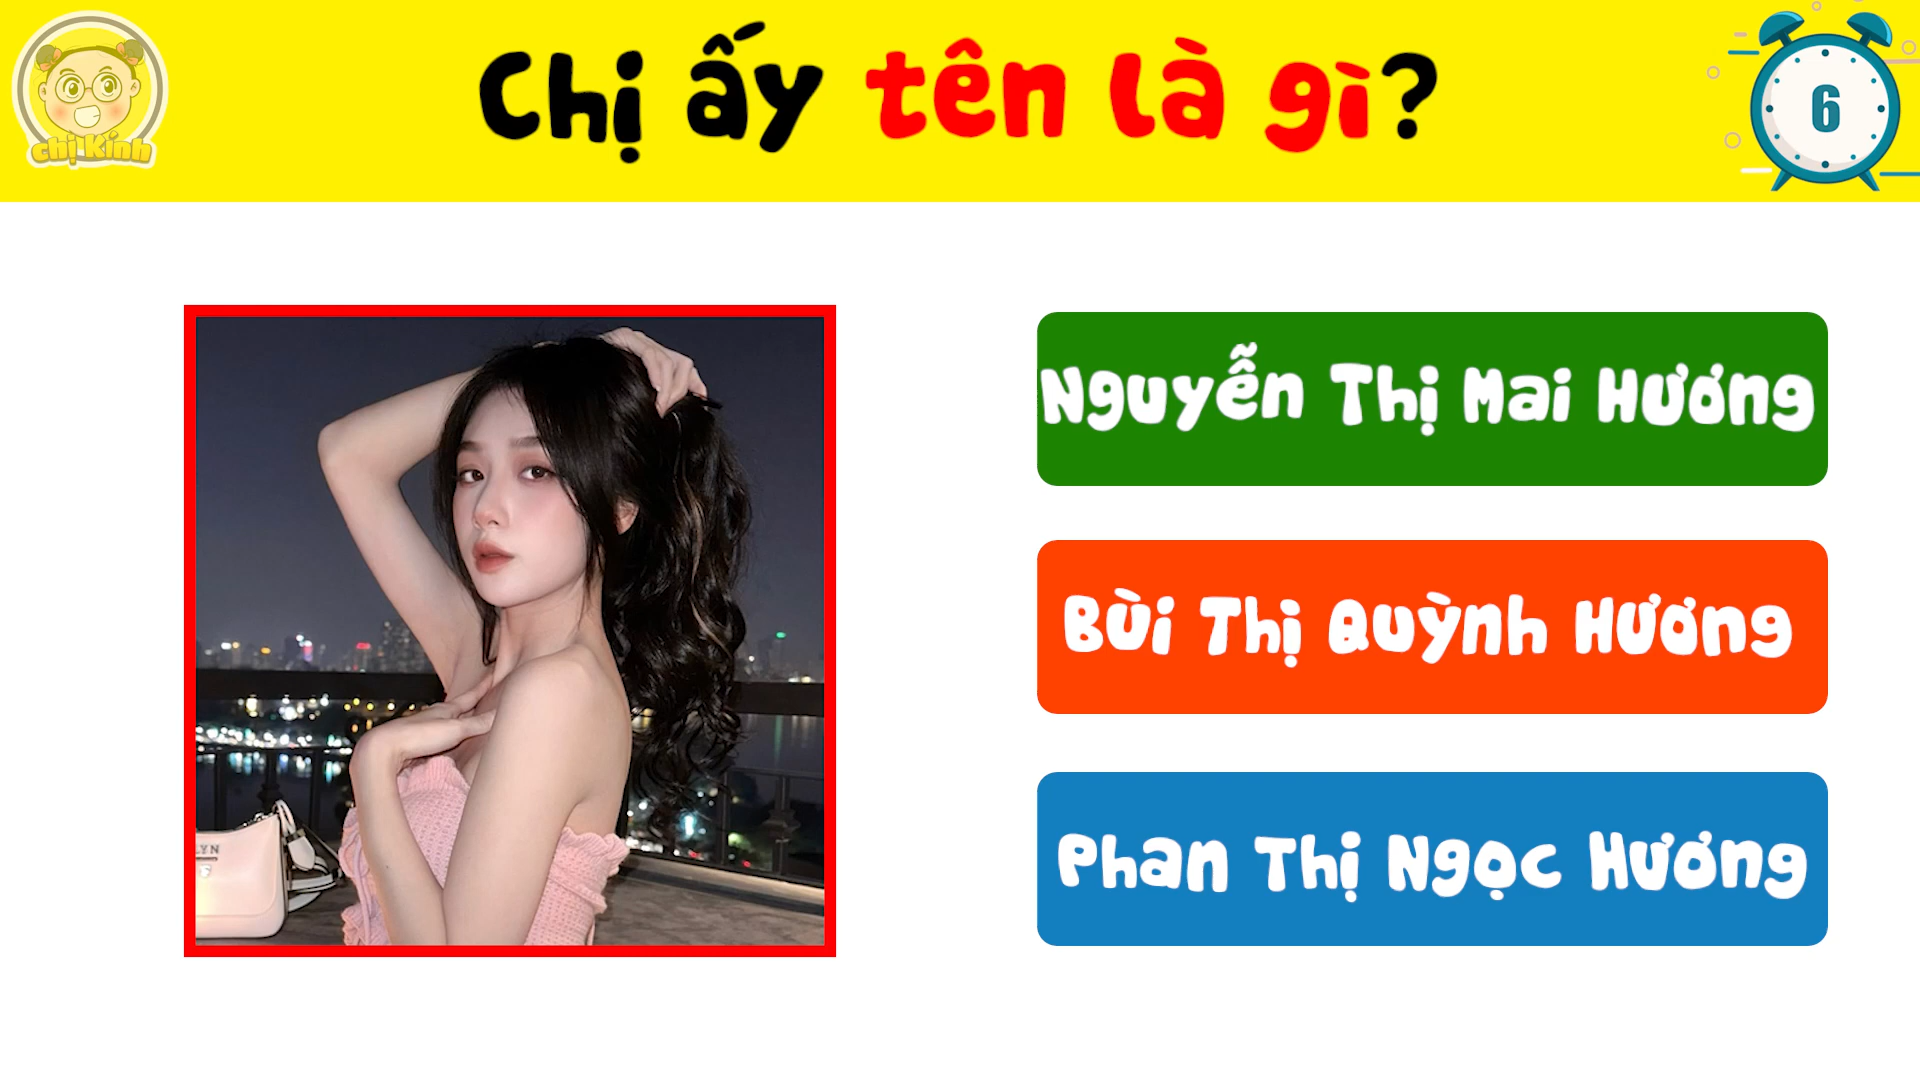 chị Kính
Chị ấy tên là gì?
6
Nguyễn Thị Mai Hương
Bùi Thị Quỳnh Hương
Phan Thị Ngọc Hương
LYN